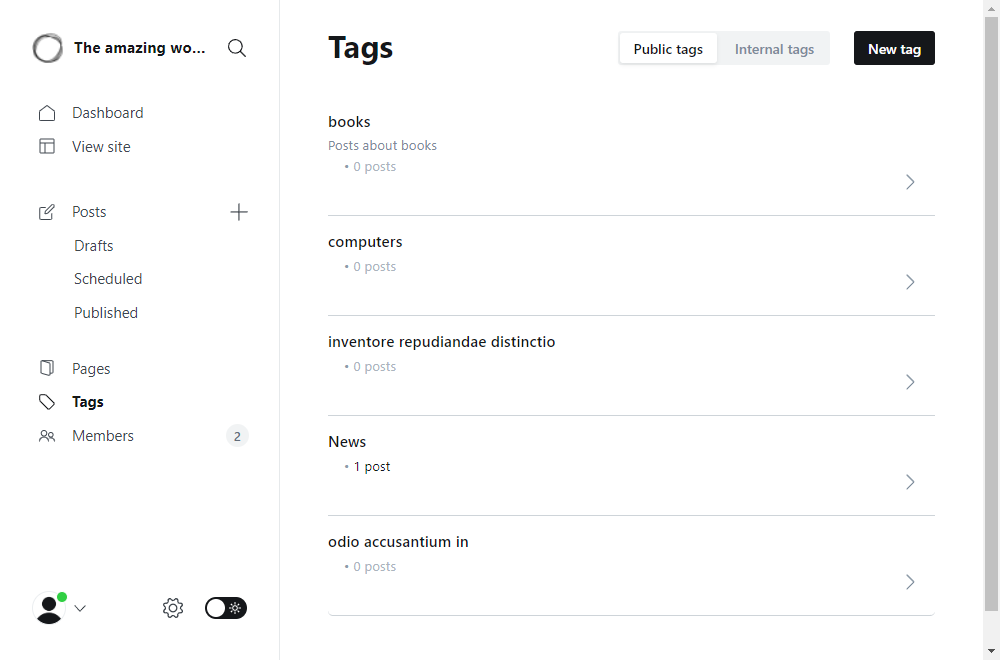 The amazing wo...
Dashboard
View site
Posts
Drafts
Scheduled
Published
Pages
Tags
Members
2
Tags
Public tags
Internal tags
New tag
books
Posts about books
• 0 posts
computers
• 0 posts
inventore repudiandae distinctio
• 0 posts
News
• 1 post
odio accusantium in
• 0 posts